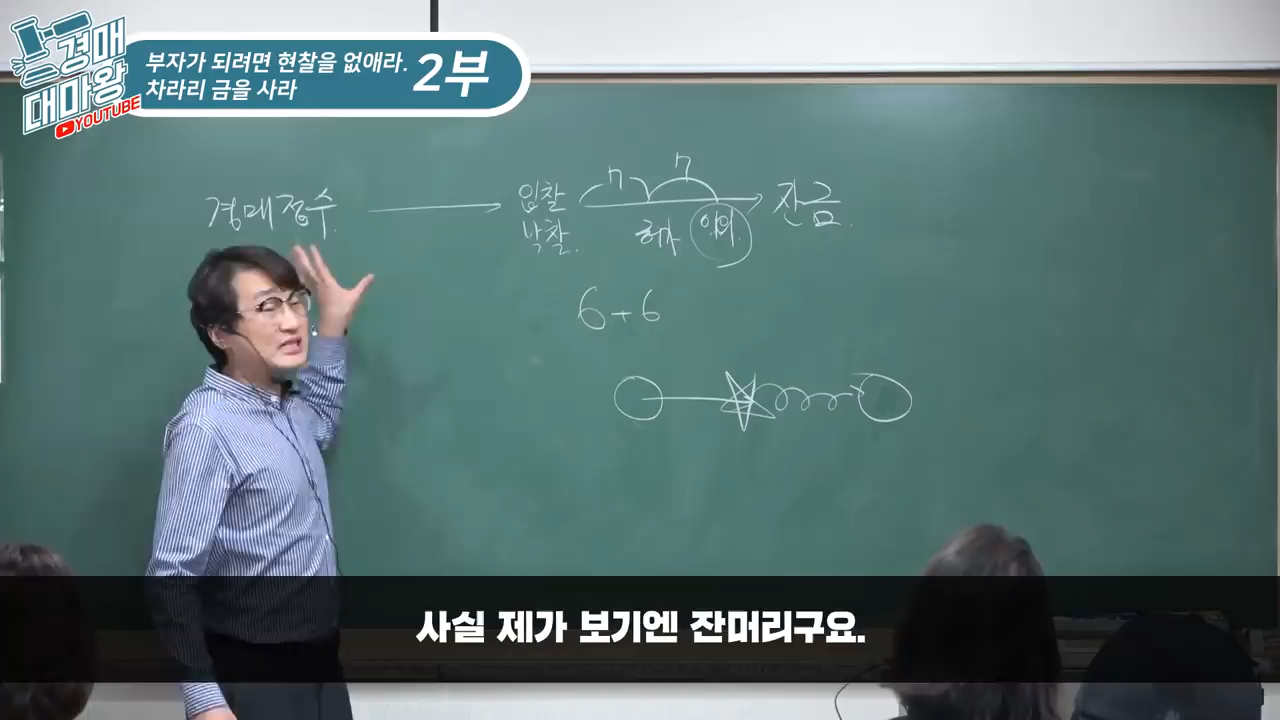 경매
대마왕
YOUTUBE
부자가 되려면 현찰을 없애라.
차라리 금을 사라
2부
7 7
경매접수 입찰 잔금.
낙찰. 허가
6+6
사실 제가 보기엔 잔머리구요.